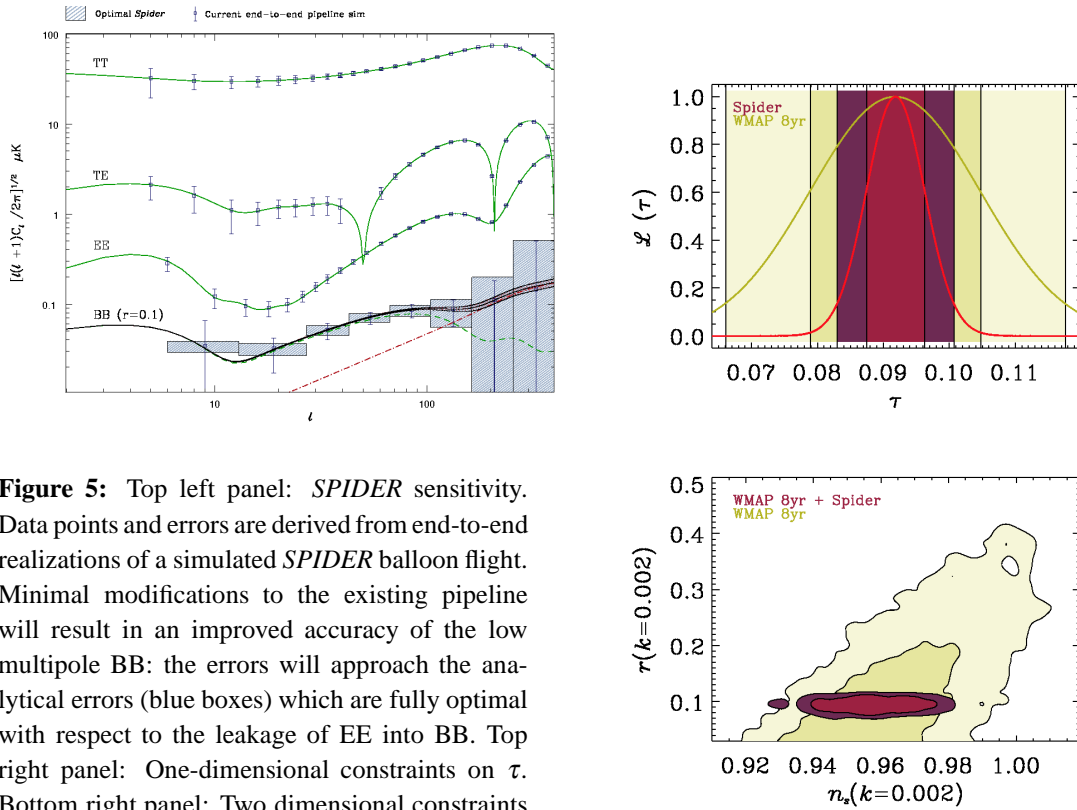 Optimal Spider
Current end-to-end pipeline sim
100
10
1
0.1
[ℓ(ℓ +1)Cℓ /2π]^1/2 μK
TT
TE
EE
BB (r=0.1)
10
100
ℓ
Spider
WMAP 8yr
1.0
0.8
0.6
0.4
0.2
0.0
ℒ (τ)
0.07 0.08 0.09 0.10 0.11
τ
Figure 5: Top left panel: SPIDER sensitivity.
Data points and errors are derived from end-to-end
realizations of a simulated SPIDER balloon flight.
Minimal modifications to the existing pipeline
will result in an improved accuracy of the low
multipole BB: the errors will approach the ana-
lytical errors (blue boxes) which are fully optimal
with respect to the leakage of EE into BB. Top
right panel: One-dimensional constraints on τ.
Bottom right panel: Two dimensional constraints
WMAP 8yr + Spider
WMAP 8yr
0.5
0.4
0.3
0.2
0.1
r(k=0.002)
0.92 0.94 0.96 0.98 1.00
nₛ(k=0.002)